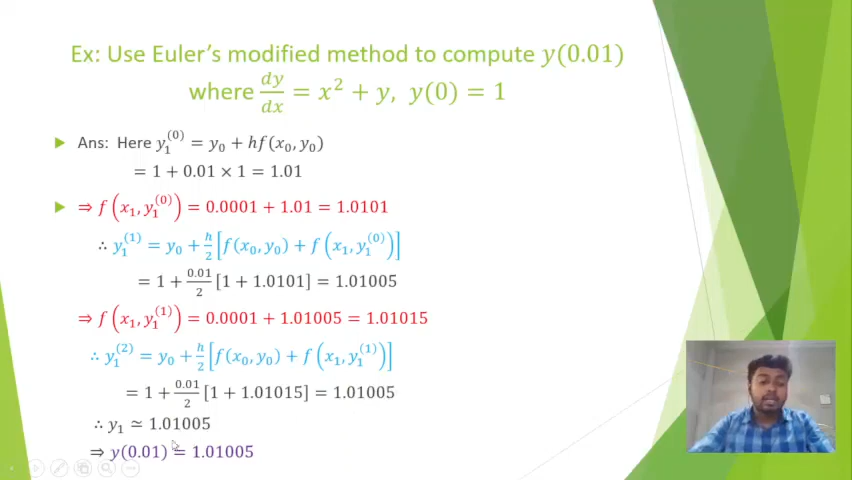 Ex: Use Euler's modified method to compute y(0.01)
where dy/dx = x² + y, y(0) = 1
Ans: Here y₁⁽⁰⁾ = y₀ + hf(x₀, y₀)
= 1 + 0.01 × 1 = 1.01
⇒ f(x₁, y₁⁽⁰⁾) = 0.0001 + 1.01 = 1.0101
∴ y₁⁽¹⁾ = y₀ + h/2 [f(x₀, y₀) + f(x₁, y₁⁽⁰⁾)]
= 1 + 0.01/2 [1 + 1.0101] = 1.01005
⇒ f(x₁, y₁⁽¹⁾) = 0.0001 + 1.01005 = 1.01015
∴ y₁⁽²⁾ = y₀ + h/2 [f(x₀, y₀) + f(x₁, y₁⁽¹⁾)]
= 1 + 0.01/2 [1 + 1.01015] = 1.01005
∴ y₁ ≃ 1.01005
⇒ y(0.01) = 1.01005